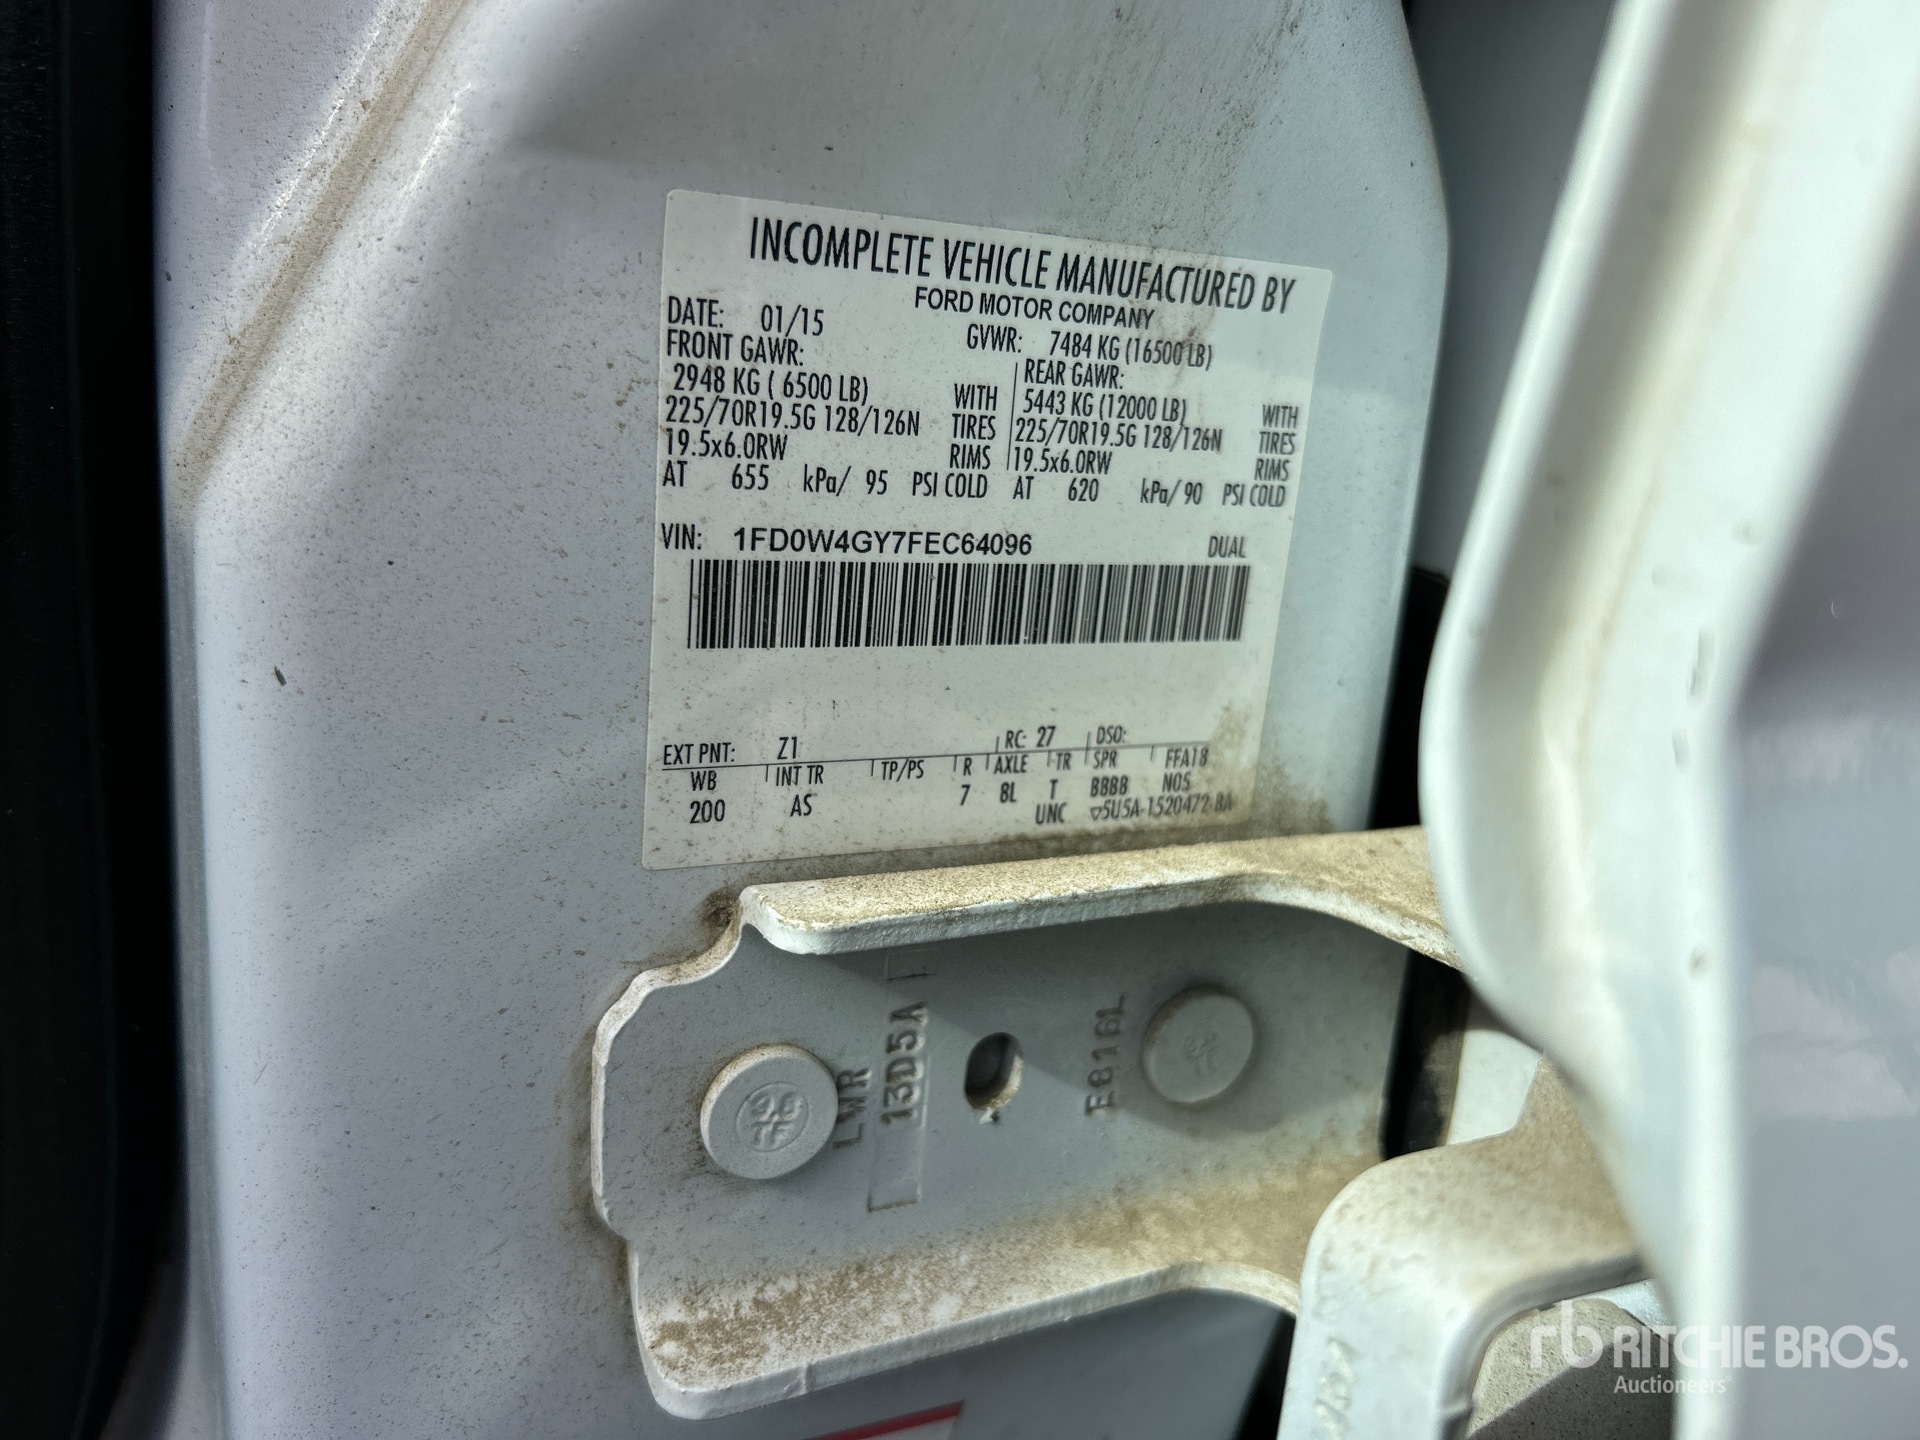 INCOMPLETE VEHICLE MANUFACTURED BY
FORD MOTOR COMPANY
DATE: 01/15 GVWR: 7484 KG (16500 LB)
FRONT GAWR: REAR GAWR:
2948 KG ( 6500 LB) WITH 5443 KG (12000 LB) WITH
225/70R19.5G 128/126N TIRES 225/70R19.5G 128/126N TIRES
19.5x6.0RW RIMS 19.5x6.0RW RIMS
AT 655 kPa/ 95 PSI COLD AT 620 kPa/ 90 PSI COLD
VIN: 1FD0W4GY7FEC64096 DUAL
EXT PNT: Z1 RC: 27 DSO:
WB INT TR TP/PS R AXLE TR SPR FFA18
200 AS 7 8L T BBBB N05
UNC ▽5U5A-1520472-BA
LWR
13D5A
E816L
rb RITCHIE BROS.
Auctioneers